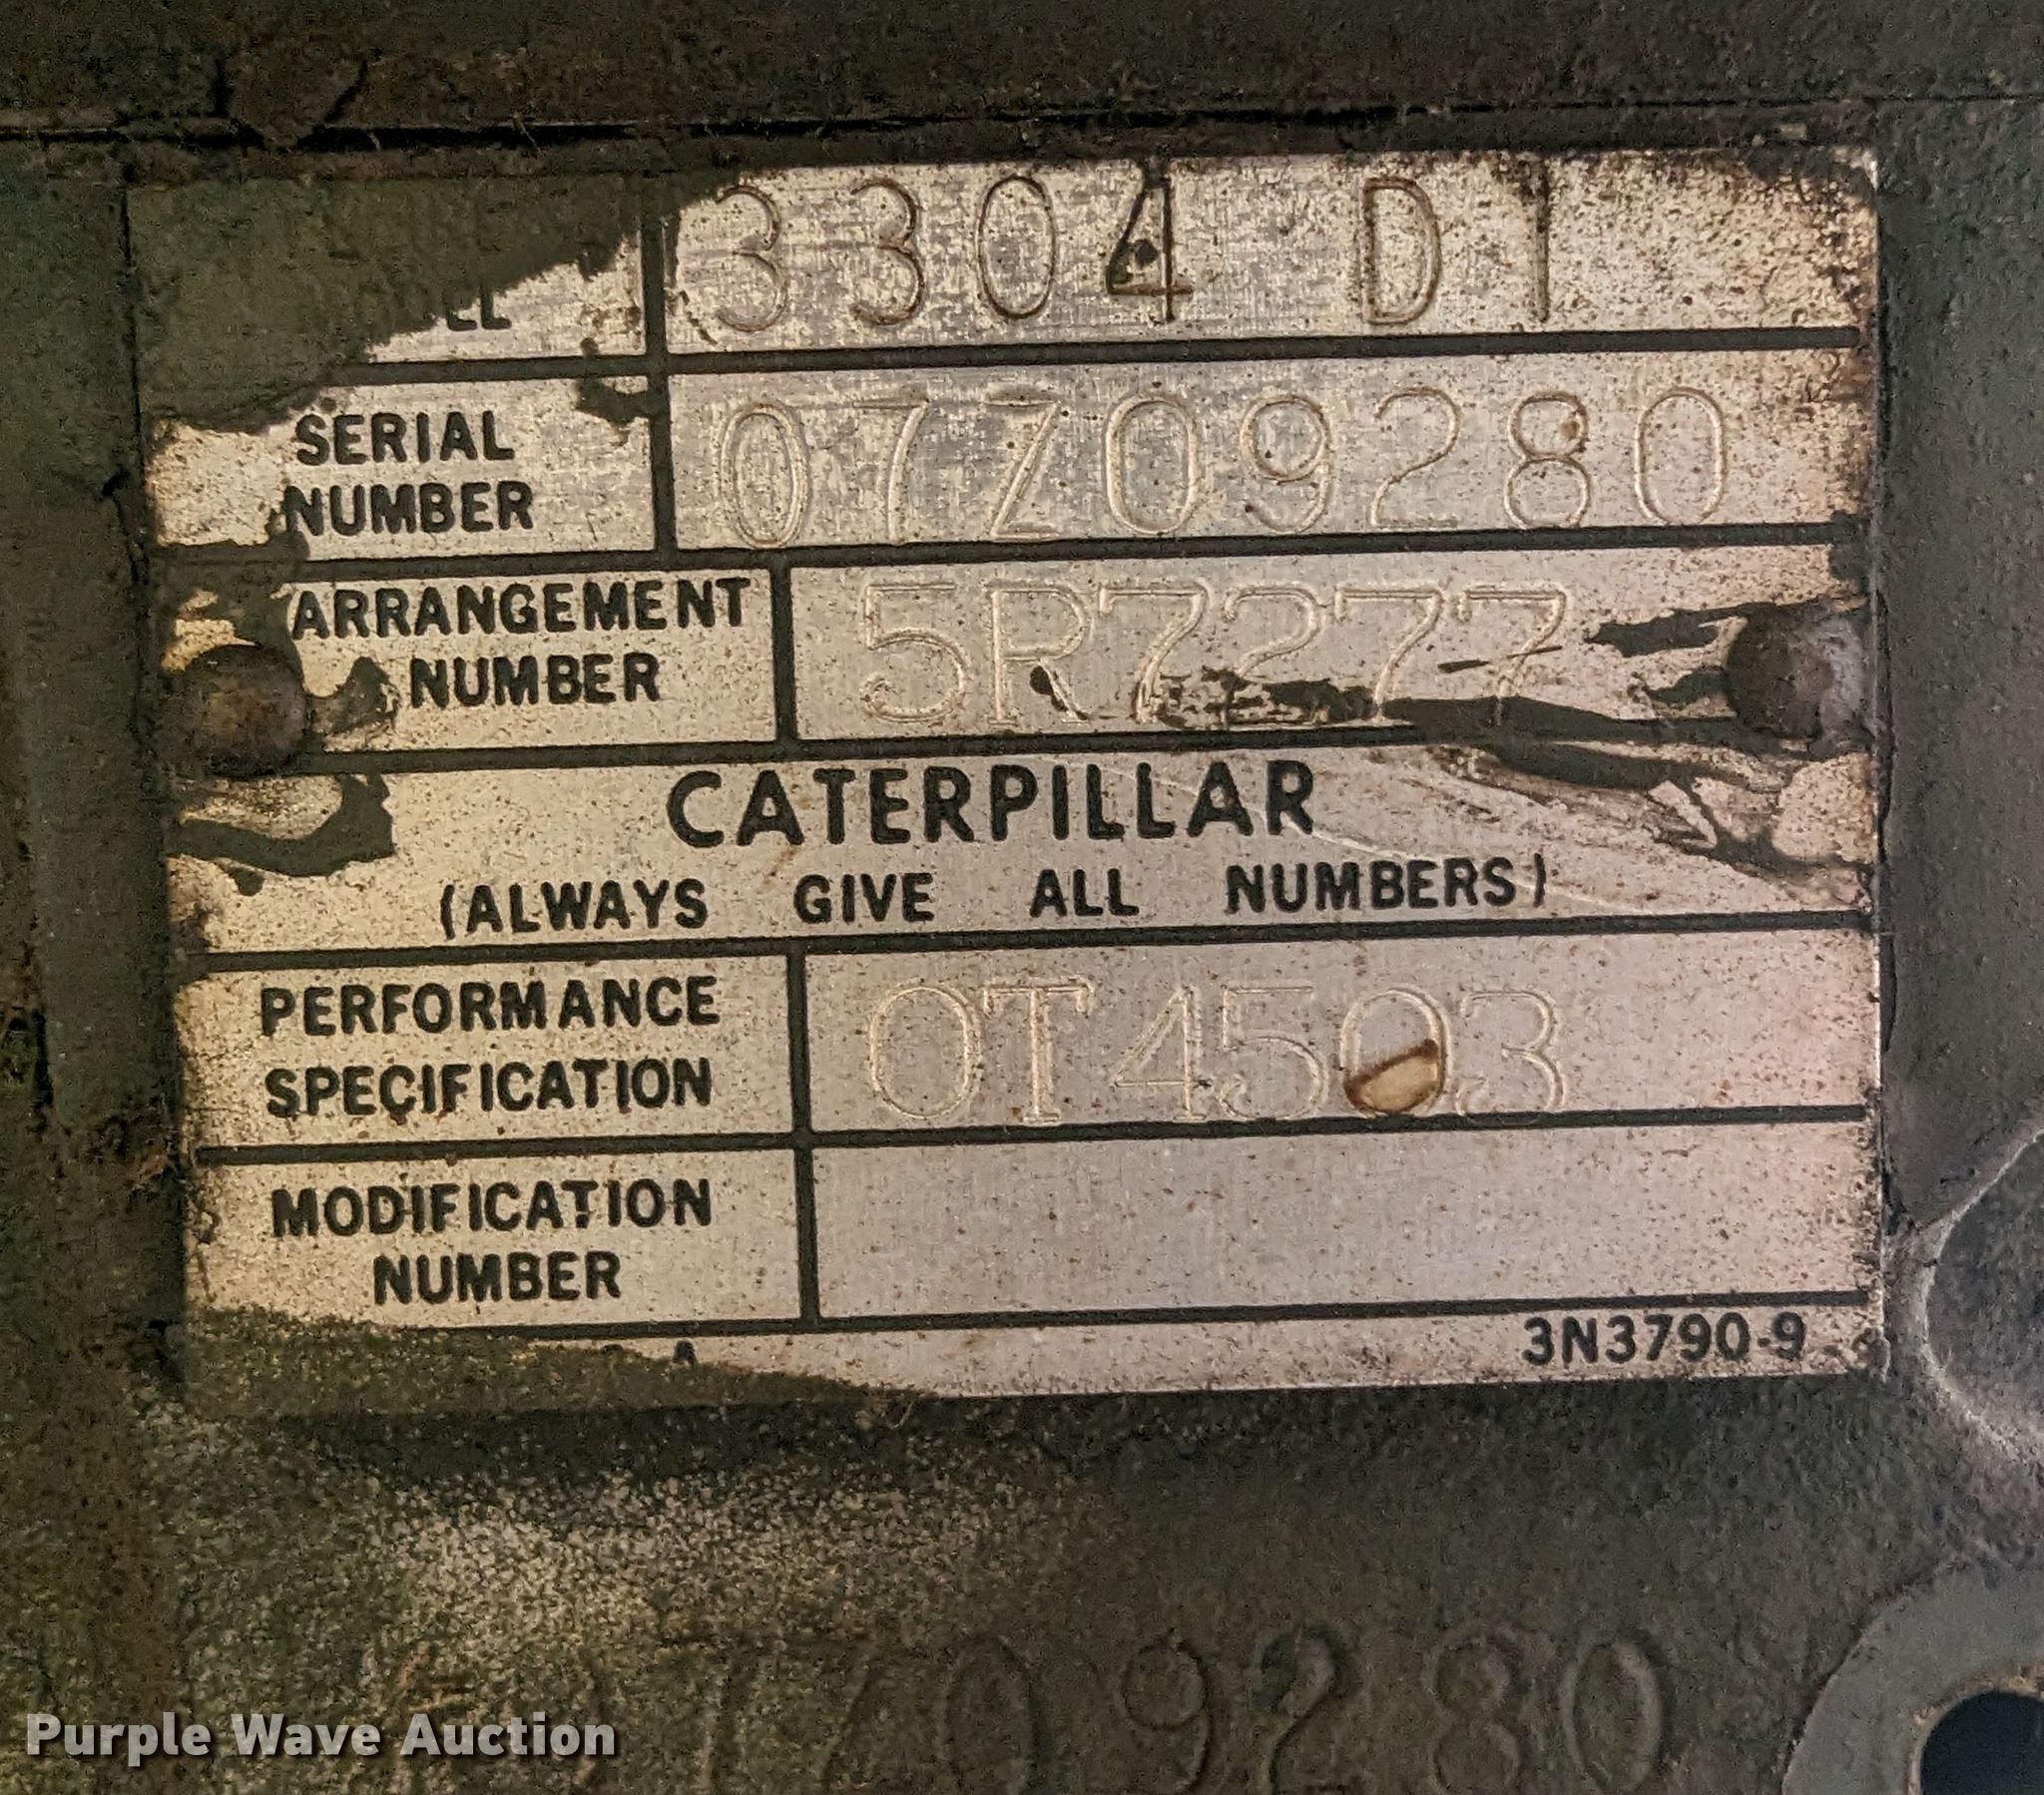 3304 DI
SERIAL NUMBER 07Z09280
ARRANGEMENT NUMBER 5R7277
CATERPILLAR
(ALWAYS GIVE ALL NUMBERS)
PERFORMANCE SPECIFICATION 0T4503
MODIFICATION NUMBER
3N3790-9
09280
Purple Wave Auction